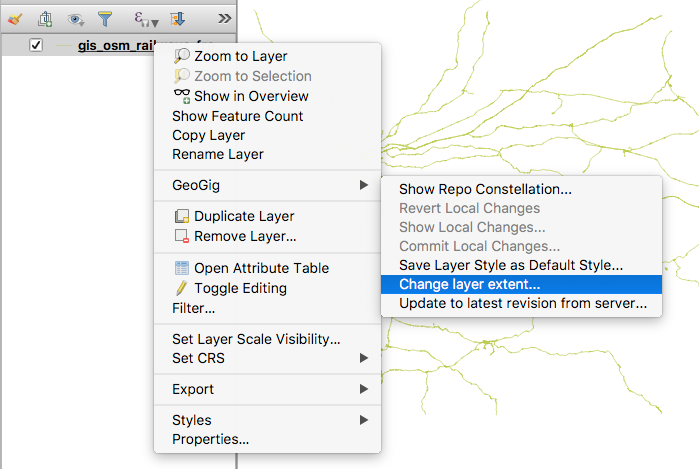 gis_osm_rail
Zoom to Layer
Zoom to Selection
Show in Overview
Show Feature Count
Copy Layer
Rename Layer
GeoGig
Duplicate Layer
Remove Layer...
Open Attribute Table
Toggle Editing
Filter...
Set Layer Scale Visibility...
Set CRS
Export
Styles
Properties...
Show Repo Constellation...
Revert Local Changes
Show Local Changes...
Commit Local Changes...
Save Layer Style as Default Style...
Change layer extent...
Update to latest revision from server...